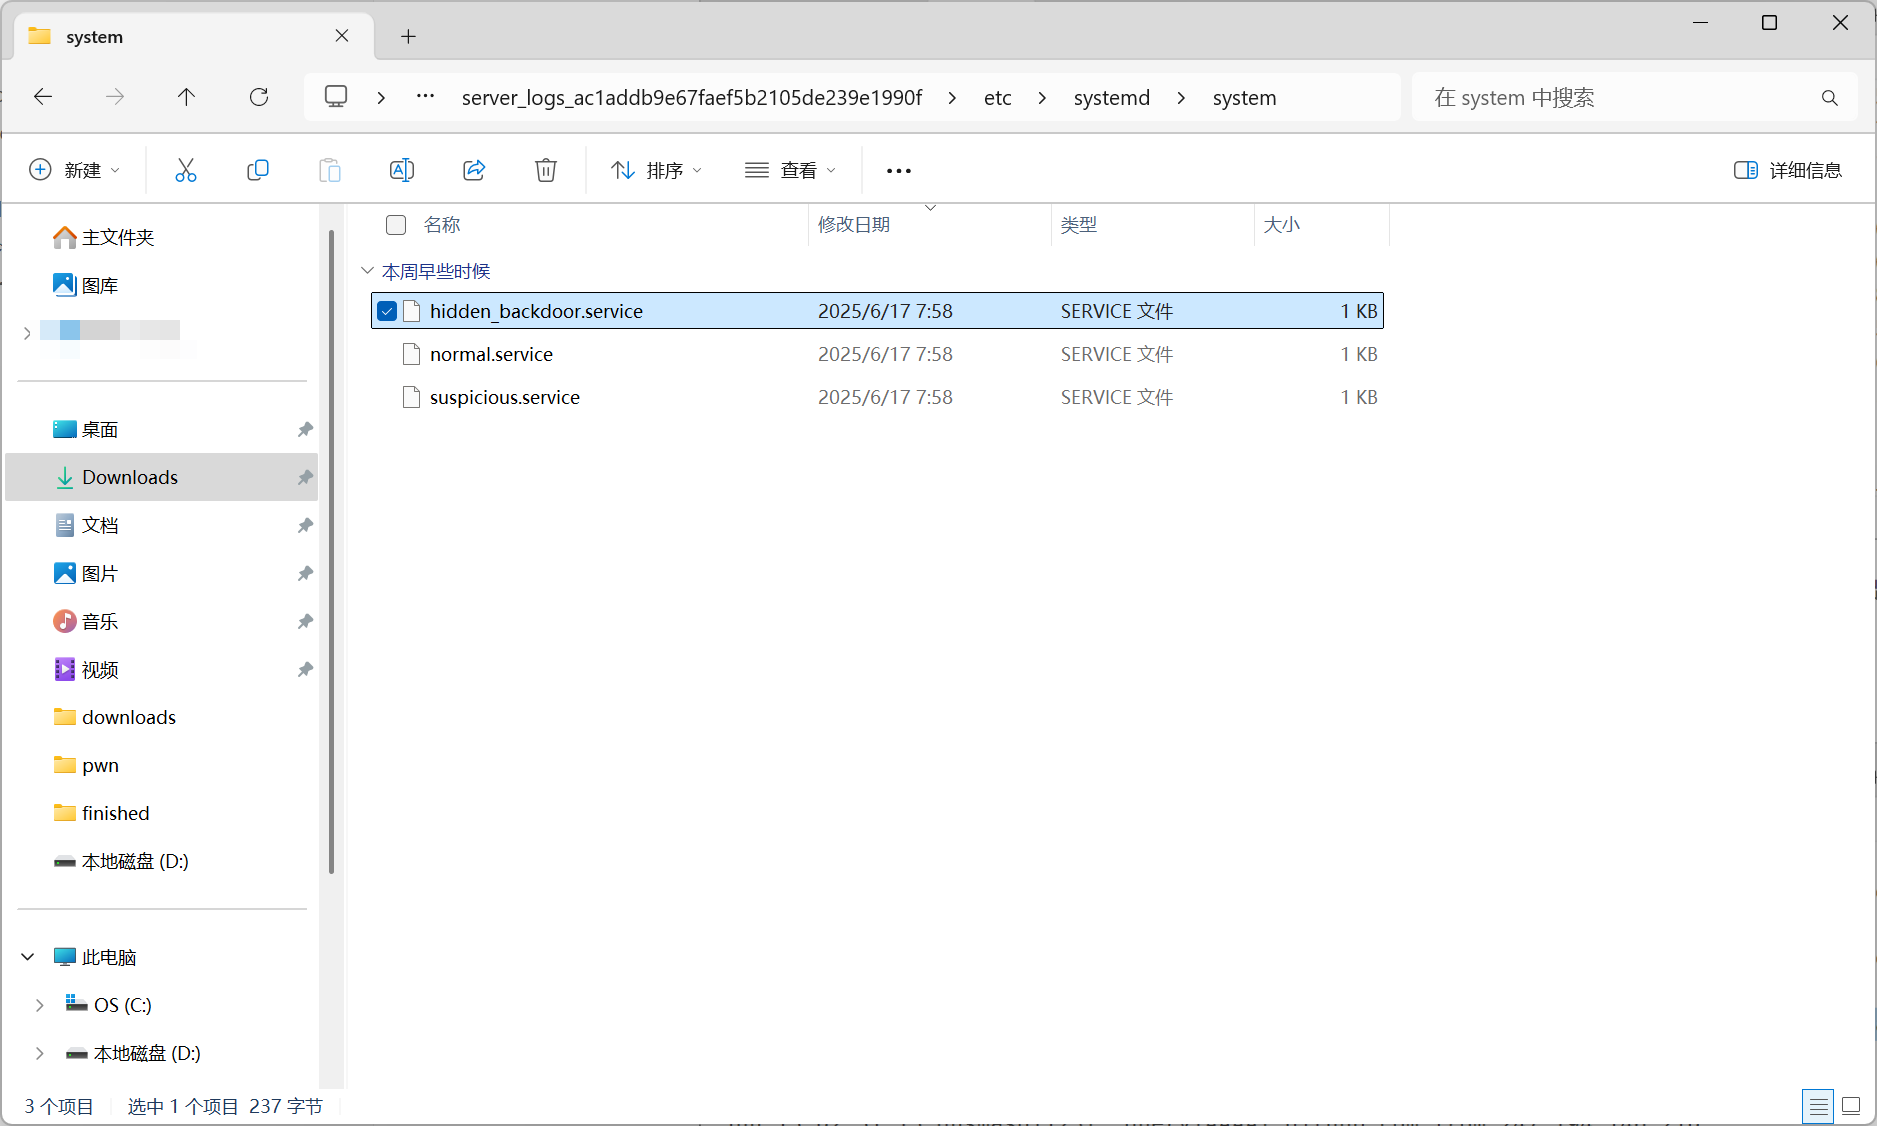 system
server_logs_ac1addb9e67faef5b2105de239e1990f
etc
systemd
system
在 system 中搜索
新建
排序
查看
详细信息
主文件夹
图库
桌面
Downloads
文档
图片
音乐
视频
downloads
pwn
finished
本地磁盘 (D:)
此电脑
OS (C:)
本地磁盘 (D:)
名称 修改日期 类型 大小
本周早些时候
hidden_backdoor.service 2025/6/17 7:58 SERVICE 文件 1 KB
normal.service 2025/6/17 7:58 SERVICE 文件 1 KB
suspicious.service 2025/6/17 7:58 SERVICE 文件 1 KB
3 个项目 选中 1 个项目 237 字节